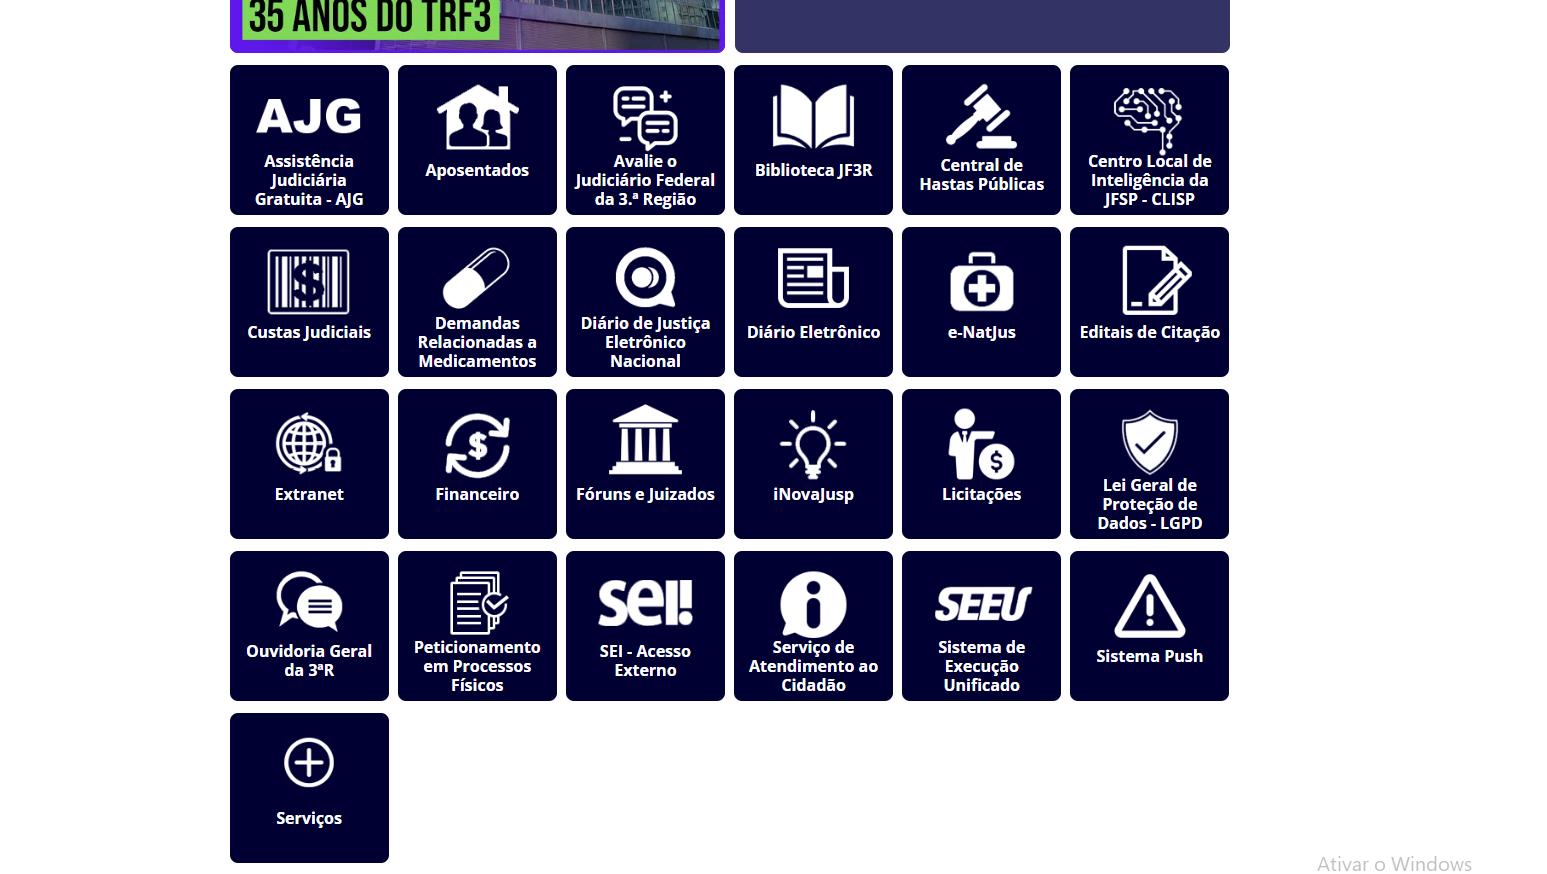 35 ANOS DO TRF3
AJG
Assistência
Judiciária
Gratuita - AJG
Aposentados
Avalie o
Judiciário Federal
da 3.ª Região
Biblioteca JF3R
Central de
Hastas Públicas
Centro Local de
Inteligência da
JFSP - CLISP
$
Custas Judiciais
Demandas
Relacionadas a
Medicamentos
Diário de Justiça
Eletrônico
Nacional
Diário Eletrônico
e-NatJus
Editais de Citação
Extranet
$
Financeiro
Fóruns e Juizados
iNovaJusp
$
Licitações
Lei Geral de
Proteção de
Dados - LGPD
Ouvidoria Geral
da 3ªR
Peticionamento
em Processos
Físicos
sei!
SEI - Acesso
Externo
i
Serviço de
Atendimento ao
Cidadão
SEEU
Sistema de
Execução
Unificado
!
Sistema Push
Serviços
Ativar o Windows